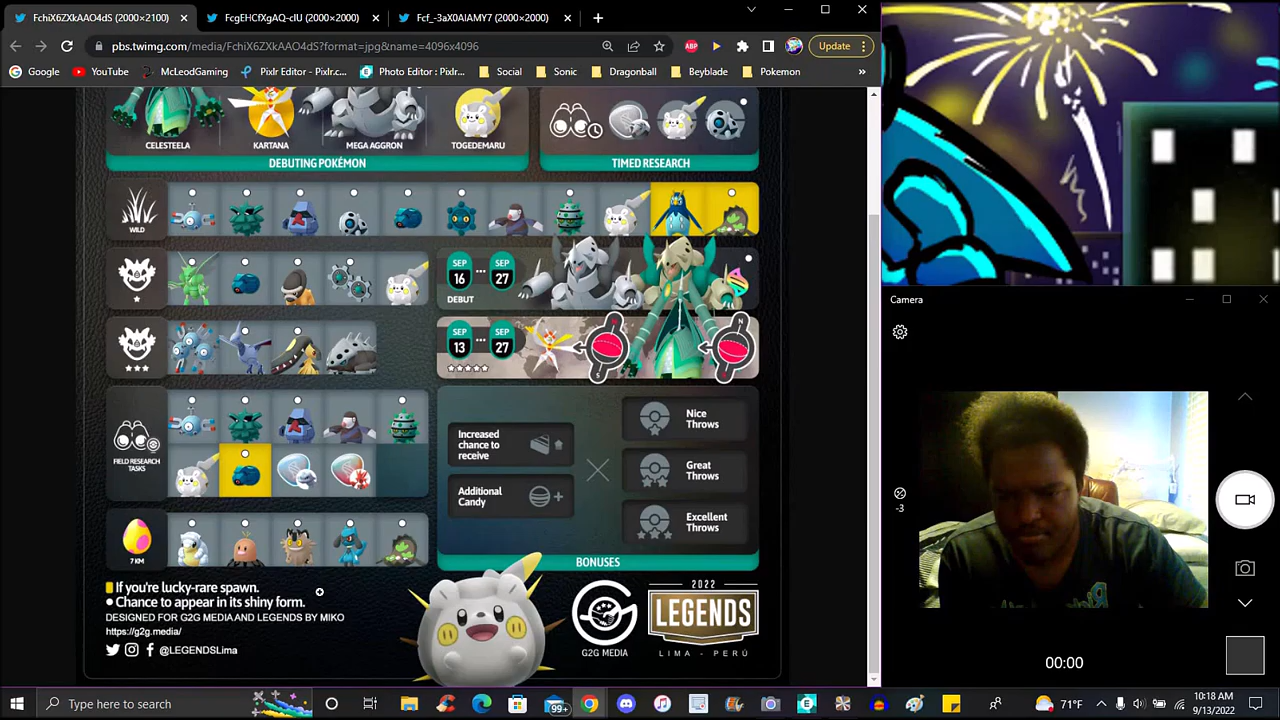 FchiX6ZXkAAO4dS (2000×2100)
FcgEHCfXgAQ-cIU (2000×2000)
Fcf_-3aX0AIAMY7 (2000×2000)
pbs.twimg.com/media/FchiX6ZXkAAO4dS?format=jpg&name=4096x4096
ABP
Update
Google
YouTube
McLeodGaming
Pixlr Editor - Pixlr.c...
Photo Editor : Pixlr...
Social
Sonic
Dragonball
Beyblade
Pokemon
»
CELESTEELA
KARTANA
MEGA AGGRON
TOGEDEMARU
DEBUTING POKÉMON
TIMED RESEARCH
WILD
SEP
16
SEP
27
DEBUT
SEP
13
SEP
27
FIELD RESEARCH
TASKS
7 KM
Increased
chance to
receive
Additional
Candy
Nice
Throws
Great
Throws
Excellent
Throws
BONUSES
If you're lucky-rare spawn.
Chance to appear in its shiny form.
DESIGNED FOR G2G MEDIA AND LEGENDS BY MIKO
https://g2g.media/
@LEGENDSLima
G2G MEDIA
2022
LEGENDS
LIMA - PERÚ
Camera
-3
00:00
Type here to search
99+
71°F
10:18 AM
9/13/2022